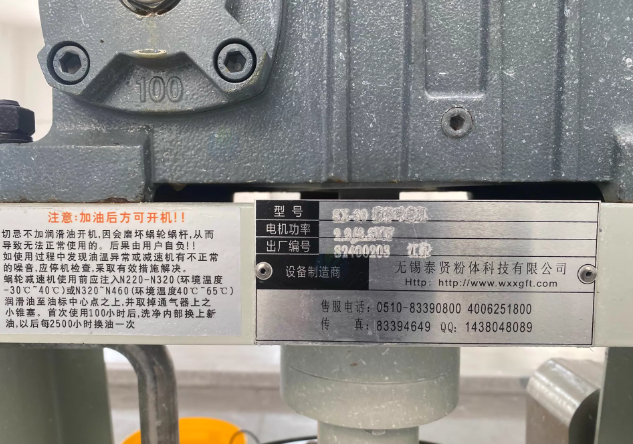 100
注意:加油后方可开机!!
切忌不加润滑油开机,因会磨坏蜗轮蜗杆,从而
导致无法正常使用的。后果由用户自负!!
如使用过程中发现油温异常或减速机有不正常
的噪音,应停机检查,采取有效措施解决。
蜗轮减速机使用前应注入N220-N320(环境温度
-30℃~40℃)或N320~N460(环境温度40℃~65℃)
润滑油至油标中心点之上,并取掉通气器上之
小锥塞，首次使用100小时后,洗净内部换上新
油,以后每2500小时换油一次
型号
电机功率
出厂编号 S2400203
设备制造商 无锡泰贤粉体科技有限公司
Http: http://www.wxxgft.com
售服电话: 0510-83390800 4006251800
传 真: 83394649 QQ: 1438048089